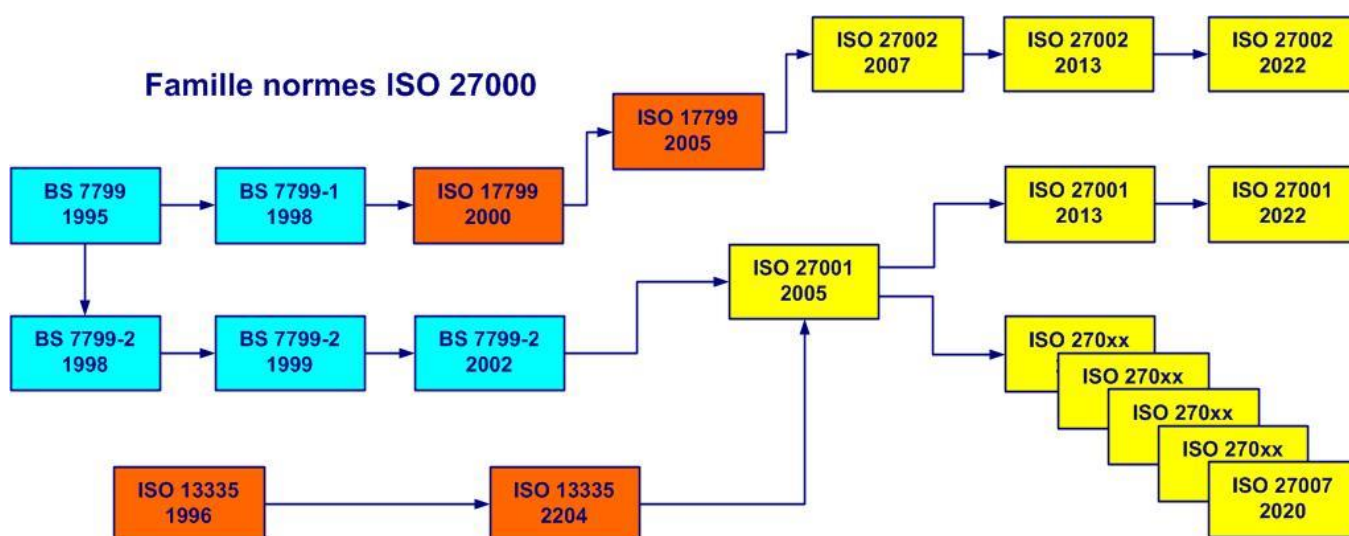 Famille normes ISO 27000
ISO 27002
2007
ISO 27002
2013
ISO 27002
2022
ISO 17799
2005
BS 7799
1995
BS 7799-1
1998
ISO 17799
2000
ISO 27001
2013
ISO 27001
2022
ISO 27001
2005
BS 7799-2
1998
BS 7799-2
1999
BS 7799-2
2002
ISO 270xx
ISO 270xx
ISO 270xx
ISO 270xx
ISO 27007
2020
ISO 13335
1996
ISO 13335
2204